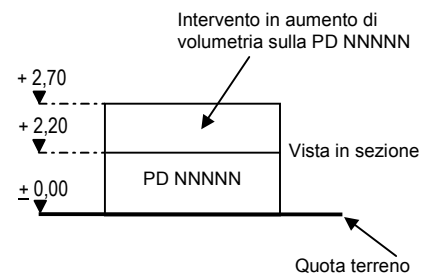 Intervento in aumento di
volumetria sulla PD NNNNN
+ 2,70
+ 2,20
Vista in sezione
PD NNNNN
+ 0,00
Quota terreno